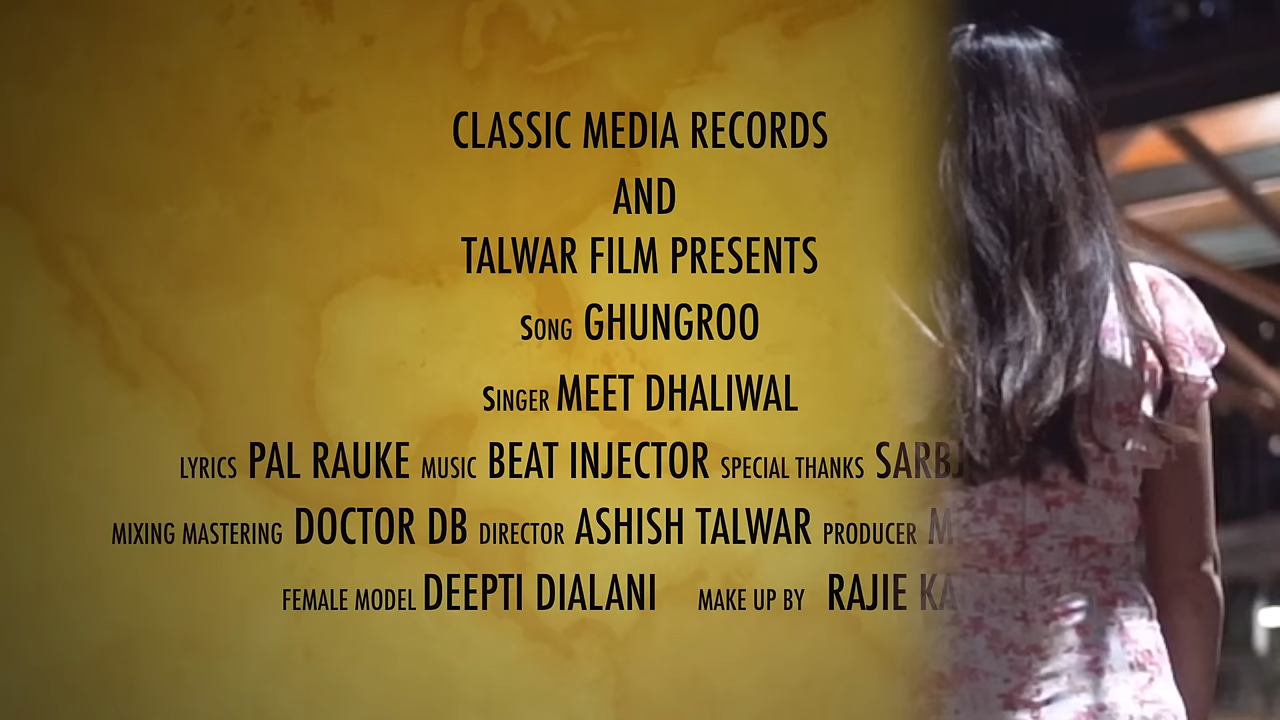 CLASSIC MEDIA RECORDS
AND
TALWAR FILM PRESENTS
SONG GHUNGROO
SINGER MEET DHALIWAL
LYRICS PAL RAUKE MUSIC BEAT INJECTOR SPECIAL THANKS
MIXING MASTERING DOCTOR DB DIRECTOR ASHISH TALWAR PRODUCER
FEMALE MODEL DEEPTI DIALANI MAKE UP BY RAJIE